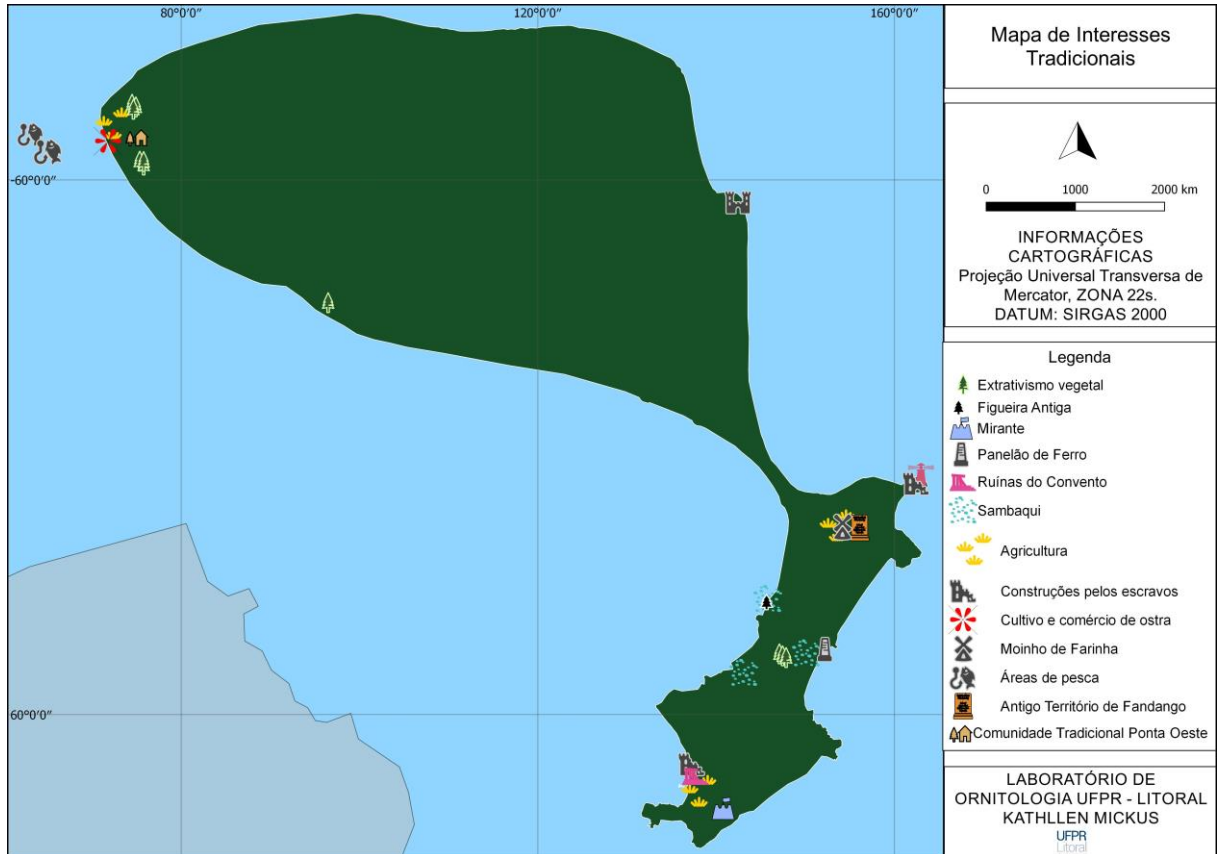 80°0'0" 120°0'0" 160°0'0"
-60°0'0"
60°0'0"
Mapa de Interesses
Tradicionais
0 1000 2000 km
INFORMAÇÕES
CARTOGRÁFICAS
Projeção Universal Transversa de
Mercator, ZONA 22s.
DATUM: SIRGAS 2000
Legenda
Extrativismo vegetal
Figueira Antiga
Mirante
Panelão de Ferro
Ruínas do Convento
Sambaqui
Agricultura
Construções pelos escravos
Cultivo e comércio de ostra
Moinho de Farinha
Áreas de pesca
Antigo Território de Fandango
Comunidade Tradicional Ponta Oeste
LABORATÓRIO DE
ORNITOLOGIA UFPR - LITORAL
KATHLLEN MICKUS
UFPR
Litoral